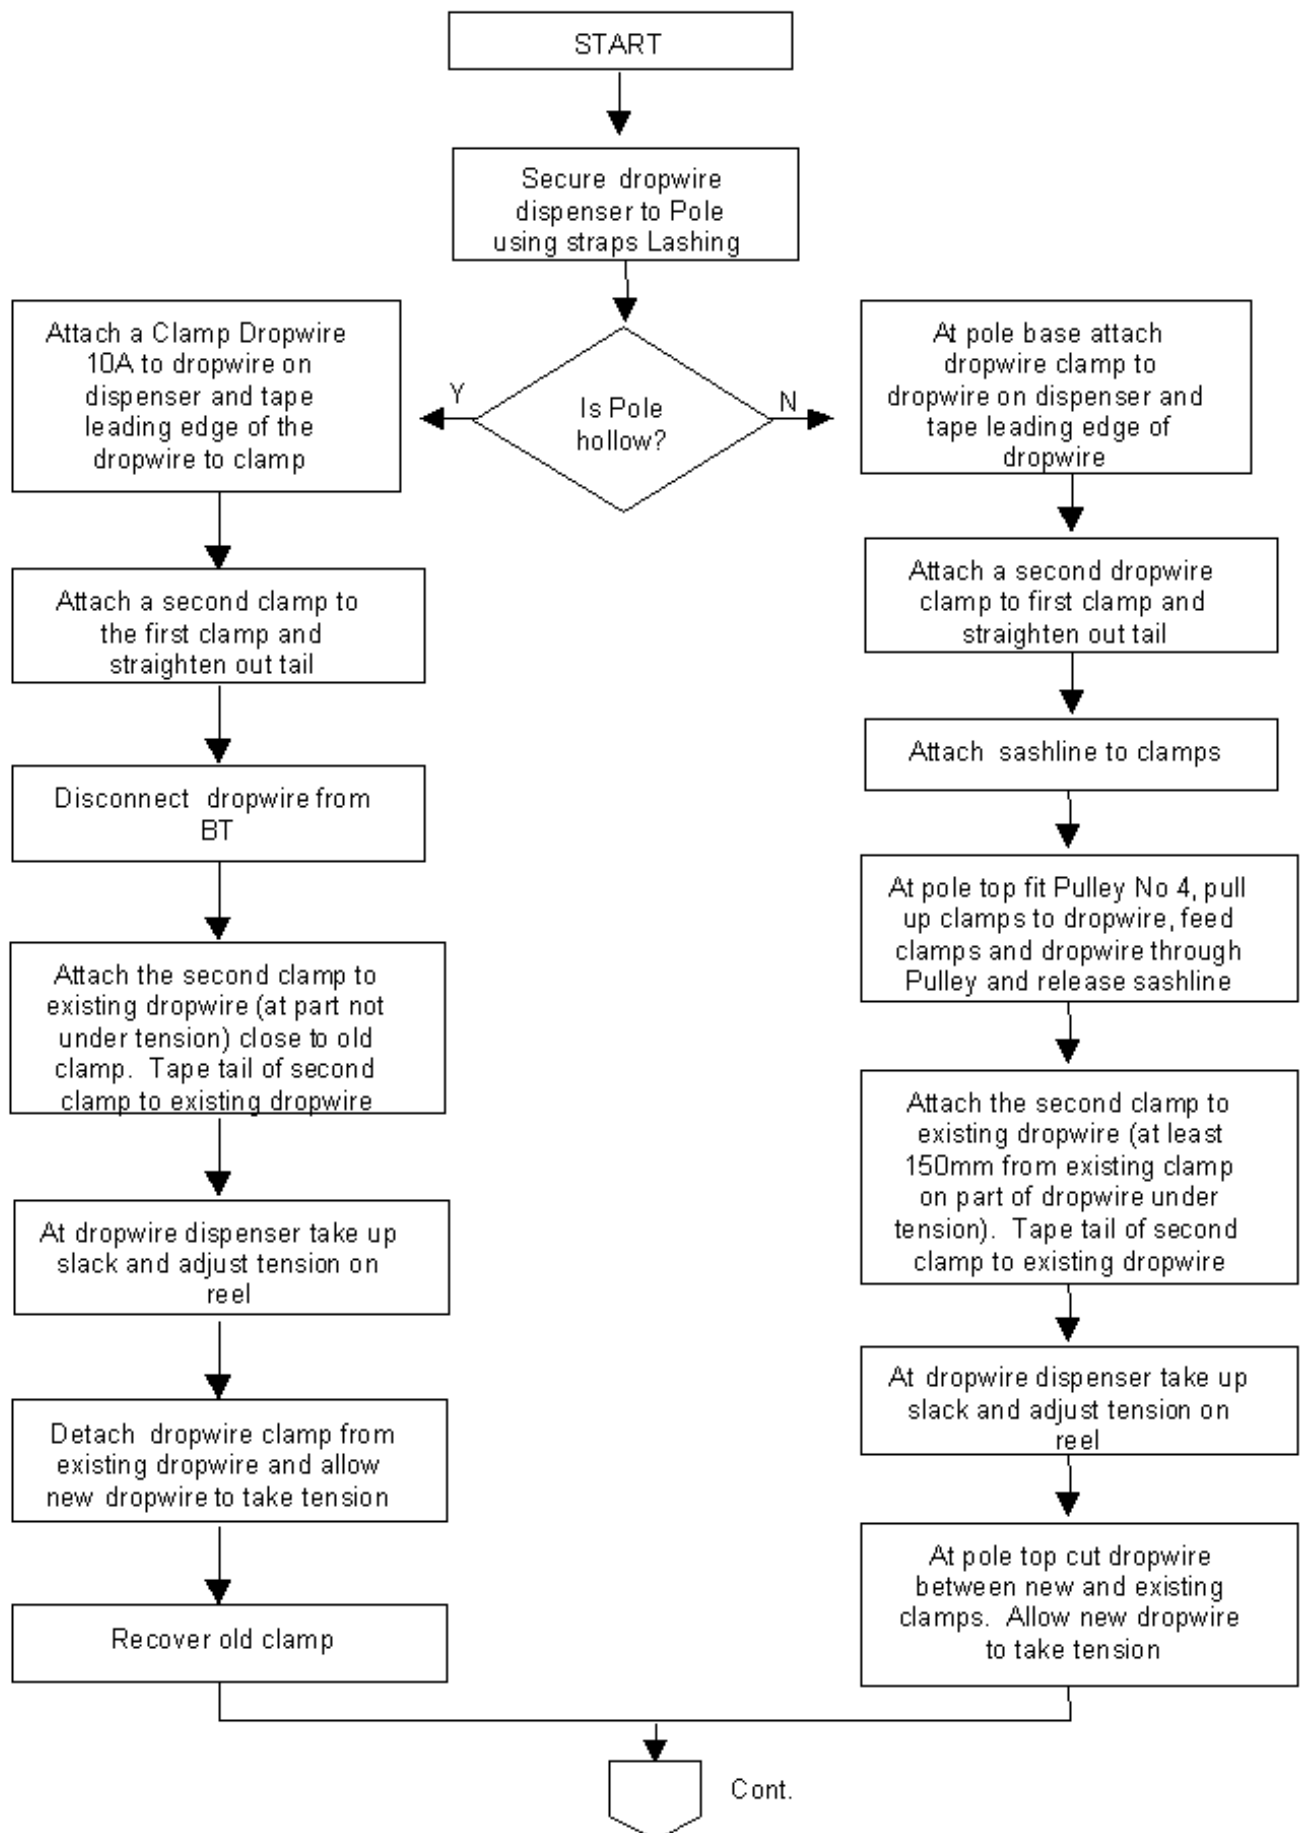 START
Secure dropwire
dispenser to Pole
using straps Lashing
Is Pole
hollow?
Y
N
Attach a Clamp Dropwire
10A to dropwire on
dispenser and tape
leading edge of the
dropwire to clamp
Attach a second clamp to
the first clamp and
straighten out tail
Disconnect dropwire from
BT
Attach the second clamp to
existing dropwire (at part not
under tension) close to old
clamp. Tape tail of second
clamp to existing dropwire
At dropwire dispenser take up
slack and adjust tension on
reel
Detach dropwire clamp from
existing dropwire and allow
new dropwire to take tension
Recover old clamp
At pole base attach
dropwire clamp to
dropwire on dispenser and
tape leading edge of
dropwire
Attach a second dropwire
clamp to first clamp and
straighten out tail
Attach sashline to clamps
At pole top fit Pulley No 4, pull
up clamps to dropwire, feed
clamps and dropwire through
Pulley and release sashline
Attach the second clamp to
existing dropwire (at least
150mm from existing clamp
on part of dropwire under
tension). Tape tail of second
clamp to existing dropwire
At dropwire dispenser take up
slack and adjust tension on
reel
At pole top cut dropwire
between new and existing
clamps. Allow new dropwire
to take tension
Cont.